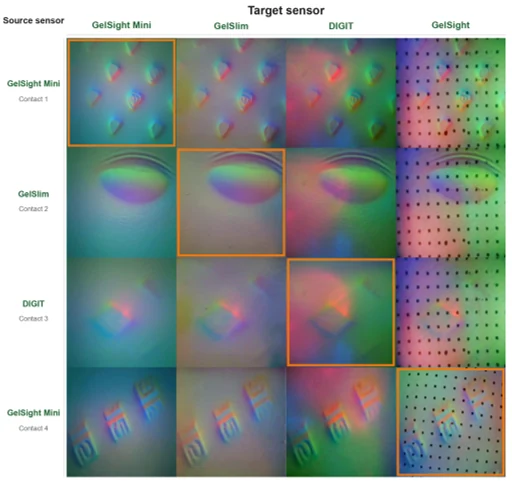 Target sensor
Source sensor
GelSight Mini GelSlim DIGIT GelSight
GelSight Mini
Contact 1
GelSlim
Contact 2
DIGIT
Contact 3
GelSight Mini
Contact 4